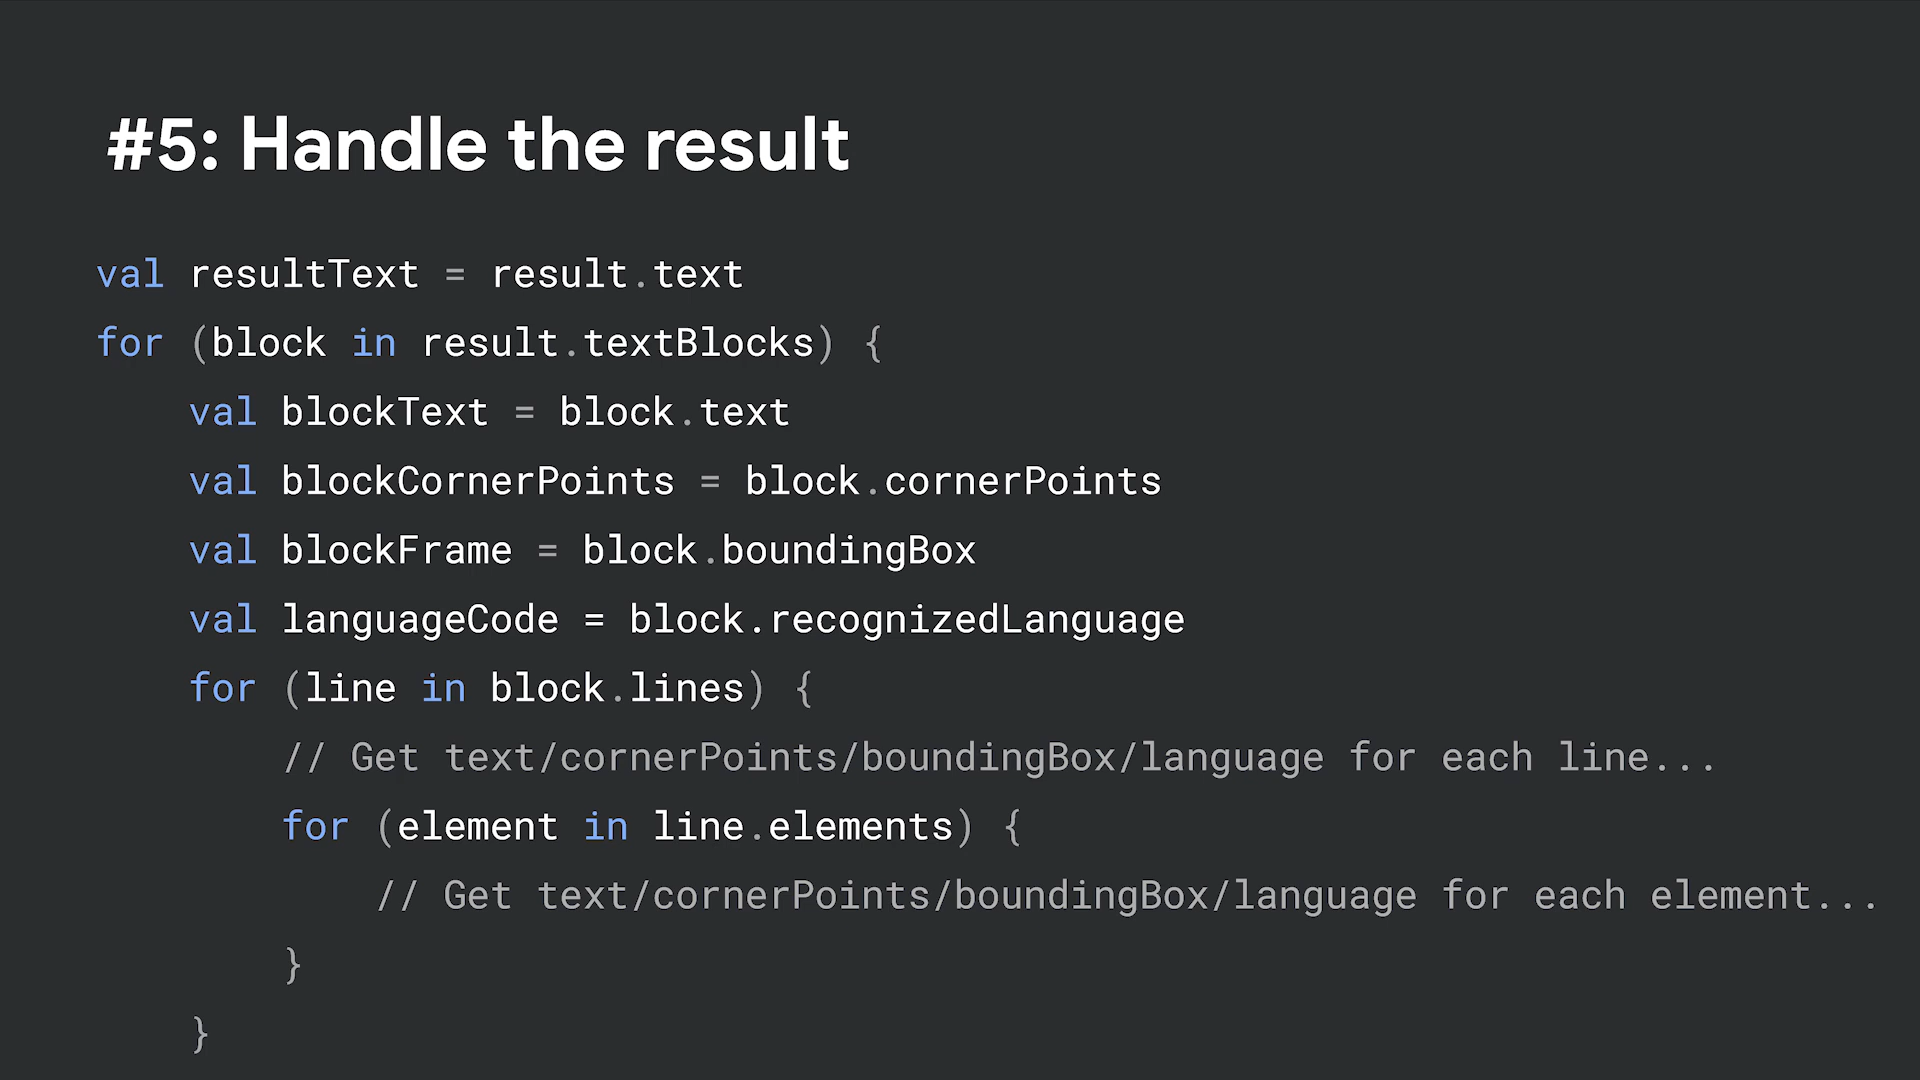 #5: Handle the result
val resultText = result.text
for (block in result.textBlocks) {
    val blockText = block.text
    val blockCornerPoints = block.cornerPoints
    val blockFrame = block.boundingBox
    val languageCode = block.recognizedLanguage
    for (line in block.lines) {
        // Get text/cornerPoints/boundingBox/language for each line...
        for (element in line.elements) {
            // Get text/cornerPoints/boundingBox/language for each element...
        }
    }